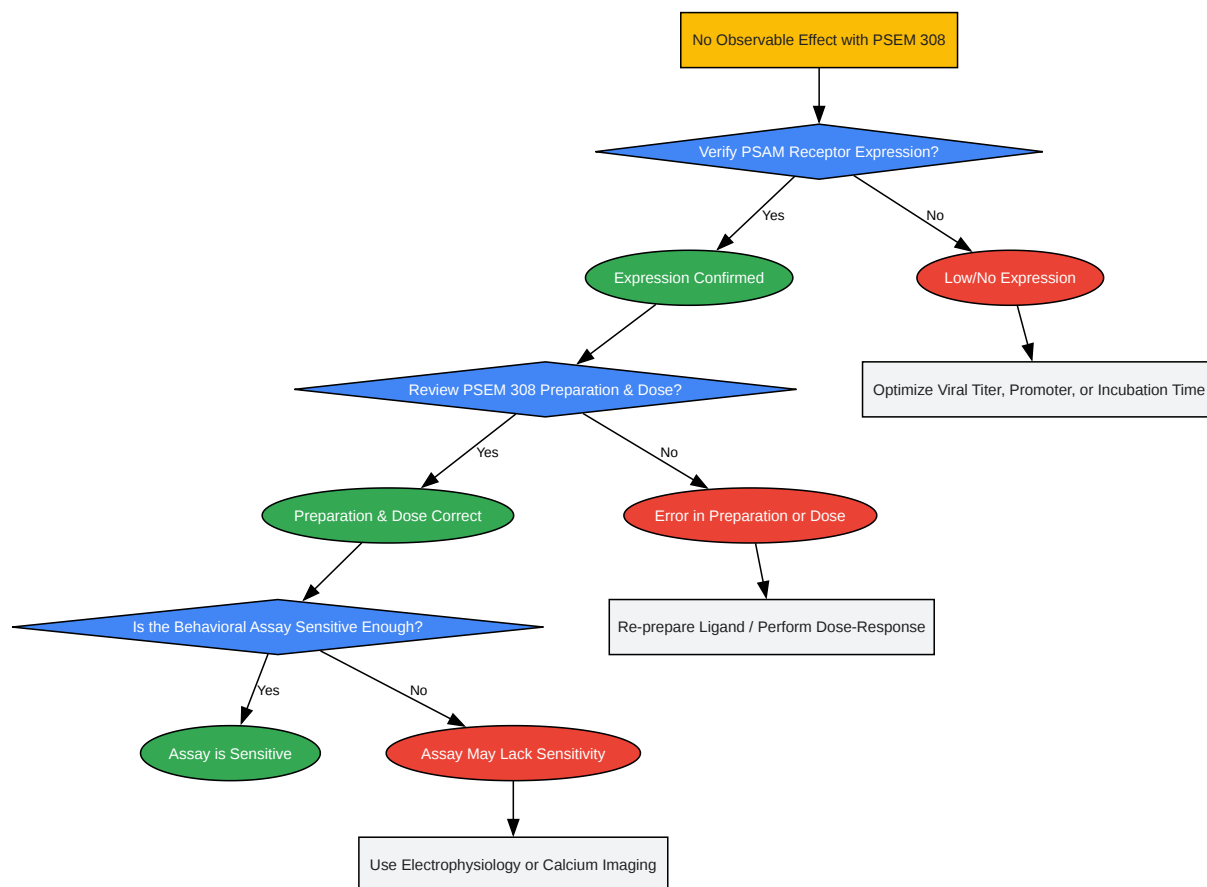 No Observable Effect with PSEM 308
Verify PSAM Receptor Expression?
Yes
No
Expression Confirmed
Low/No Expression
Review PSEM 308 Preparation & Dose?
Optimize Viral Titer, Promoter, or Incubation Time
Yes
No
Preparation & Dose Correct
Error in Preparation or Dose
Is the Behavioral Assay Sensitive Enough?
Re-prepare Ligand / Perform Dose-Response
Yes
No
Assay is Sensitive
Assay May Lack Sensitivity
Use Electrophysiology or Calcium Imaging